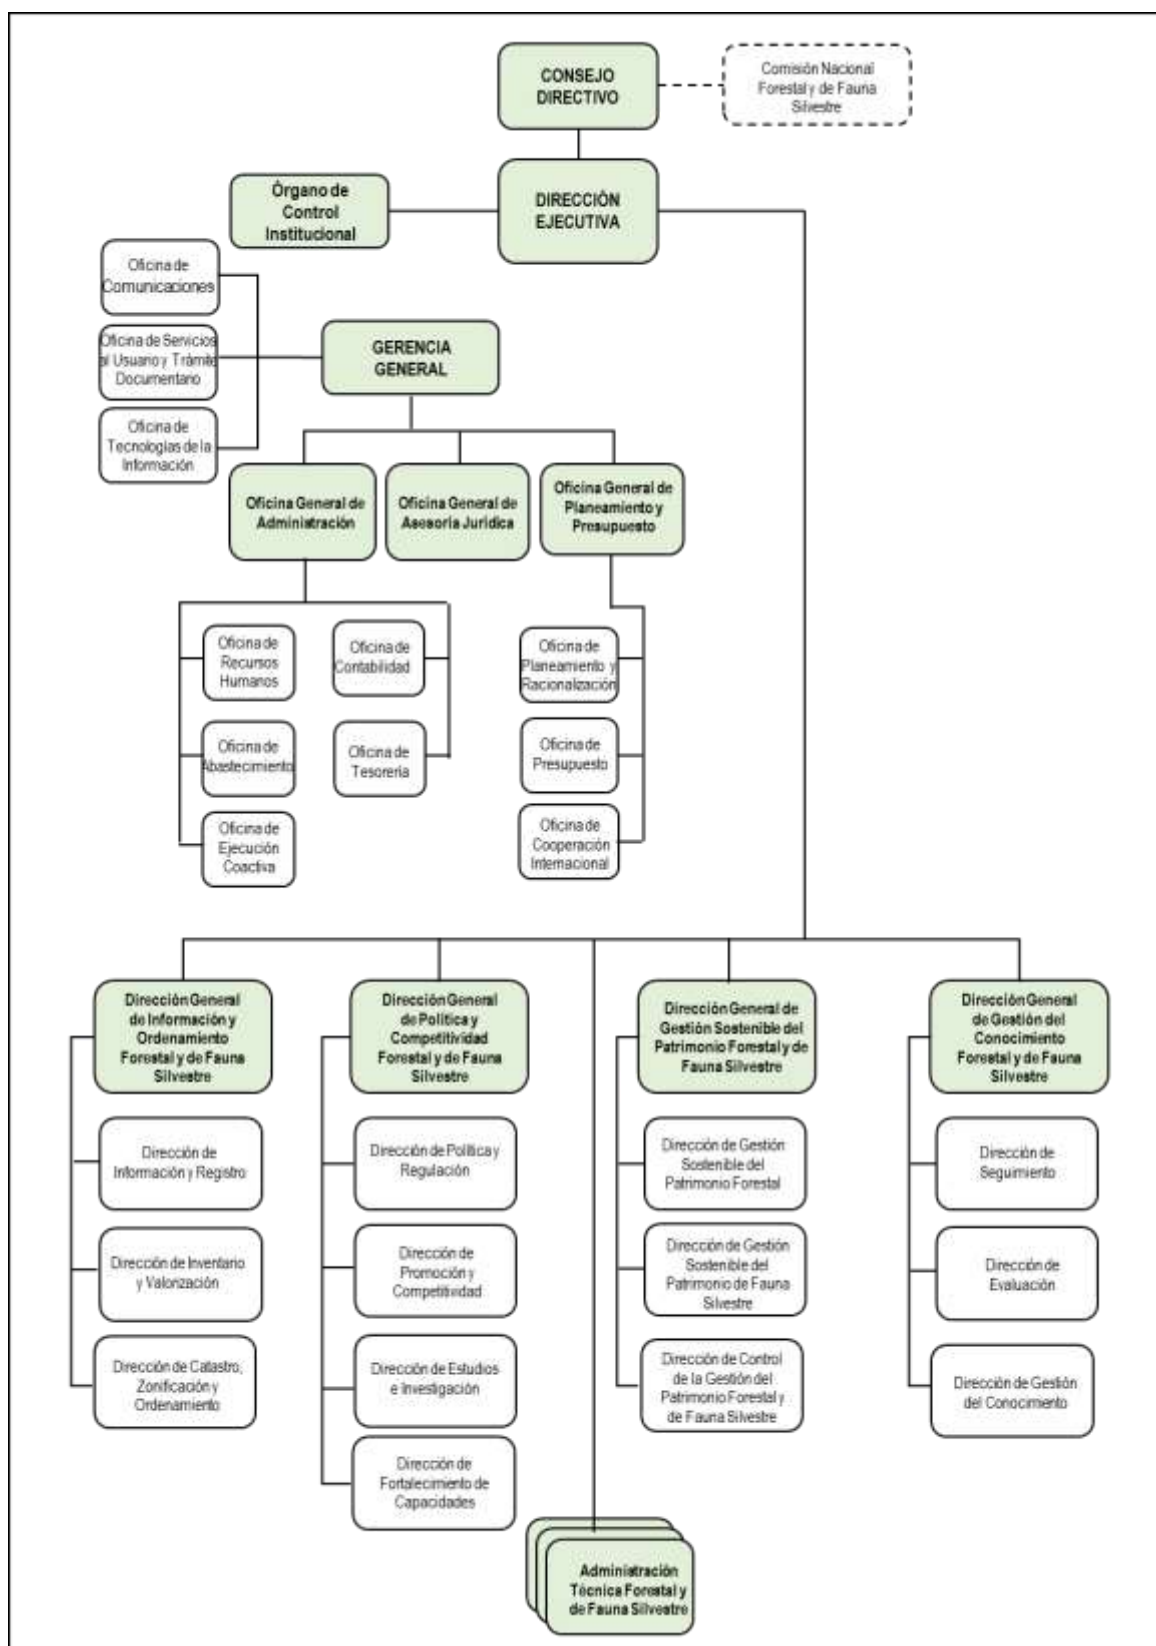 CONSEJO
DIRECTIVO
Comisión Nacional
Forestal y de Fauna
Silvestre
DIRECCIÓN
EJECUTIVA
Órgano de
Control
Institucional
Oficina de
Comunicaciones
Oficina de Servicios
al Usuario y Trámite
Documentario
Oficina de
Tecnologías de la
Información
GERENCIA
GENERAL
Oficina General de
Administración
Oficina General de
Asesoría Jurídica
Oficina General de
Planeamiento y
Presupuesto
Oficina de
Recursos
Humanos
Oficina de
Contabilidad
Oficina de
Planeamiento y
Racionalización
Oficina de
Abastecimiento
Oficina de
Tesorería
Oficina de
Presupuesto
Oficina de
Ejecución
Coactiva
Oficina de
Cooperación
Internacional
Dirección General
de Información y
Ordenamiento
Forestal y de Fauna
Silvestre
Dirección General
de Política y
Competitividad
Forestal y de Fauna
Silvestre
Dirección General de
Gestión Sostenible del
Patrimonio Forestal y de
Fauna Silvestre
Dirección General
de Gestión del
Conocimiento
Forestal y de Fauna
Silvestre
Dirección de
Información y Registro
Dirección de Política y
Regulación
Dirección de Gestión
Sostenible del
Patrimonio Forestal
Dirección de
Seguimiento
Dirección de Inventario
y Valorización
Dirección de
Promoción y
Competitividad
Dirección de Gestión
Sostenible del
Patrimonio de Fauna
Silvestre
Dirección de
Evaluación
Dirección de Catastro,
Zonificación y
Ordenamiento
Dirección de Estudios
e Investigación
Dirección de Control
de la Gestión del
Patrimonio Forestal y
de Fauna Silvestre
Dirección de Gestión
del Conocimiento
Dirección de
Fortalecimiento de
Capacidades
Administración
Técnica Forestal y
de Fauna Silvestre